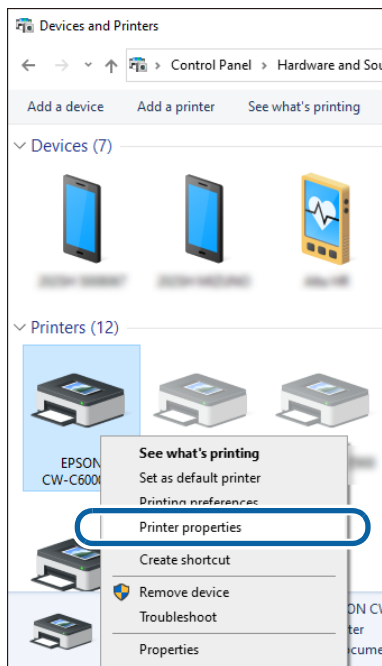 Devices and Printers
Control Panel > Hardware and Sou
Add a device Add a printer See what's printing
Devices (7)
Printers (12)
EPSON
CW-C600
See what's printing
Set as default printer
Printing preferences
Printer properties
Create shortcut
Remove device
Troubleshoot
Properties
ON CW
ter
cume